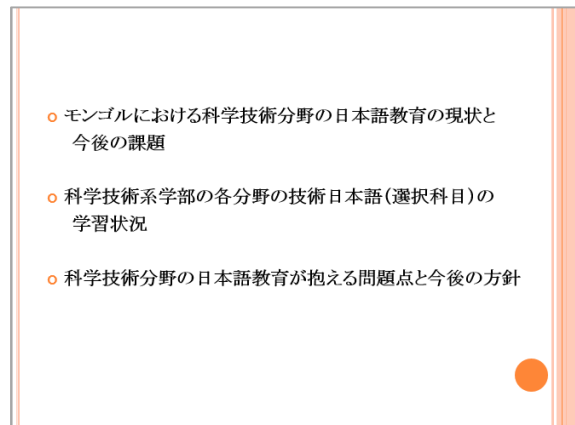 モンゴルにおける科学技術分野の日本語教育の現状と
今後の課題
科学技術系学部の各分野の技術日本語(選択科目)の
学習状況
科学技術分野の日本語教育が抱える問題点と今後の方針